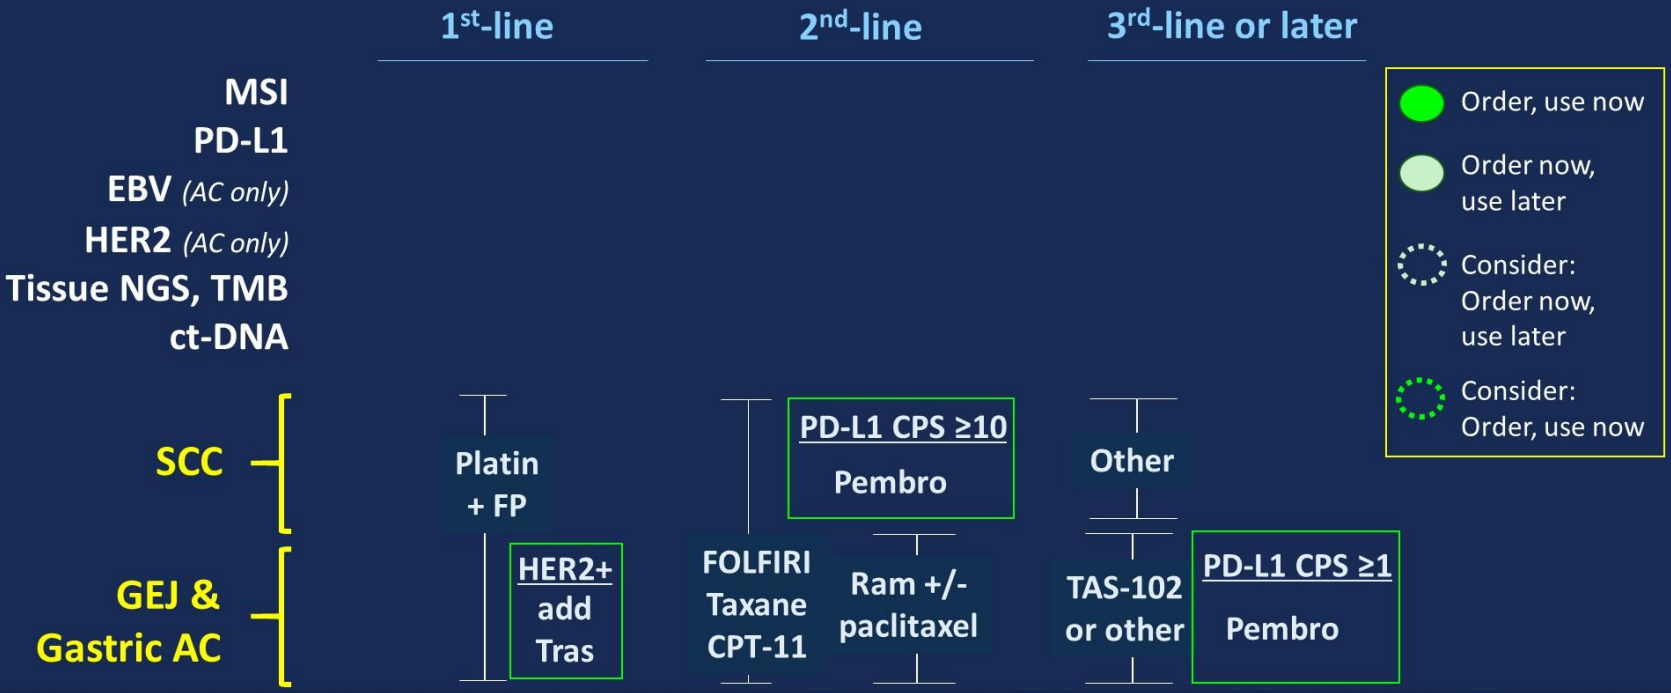 1st-line
2nd-line
3rd-line or later
MSI
PD-L1
EBV (AC only)
HER2 (AC only)
Tissue NGS, TMB
ct-DNA
Order, use now
Order now,
use later
Consider:
Order now,
use later
Consider:
Order, use now
SCC
Platin
+ FP
PD-L1 CPS ≥10
Pembro
Other
GEJ &
Gastric AC
HER2+
add
Tras
FOLFIRI
Taxane
CPT-11
Ram +/-
paclitaxel
TAS-102
or other
PD-L1 CPS ≥1
Pembro